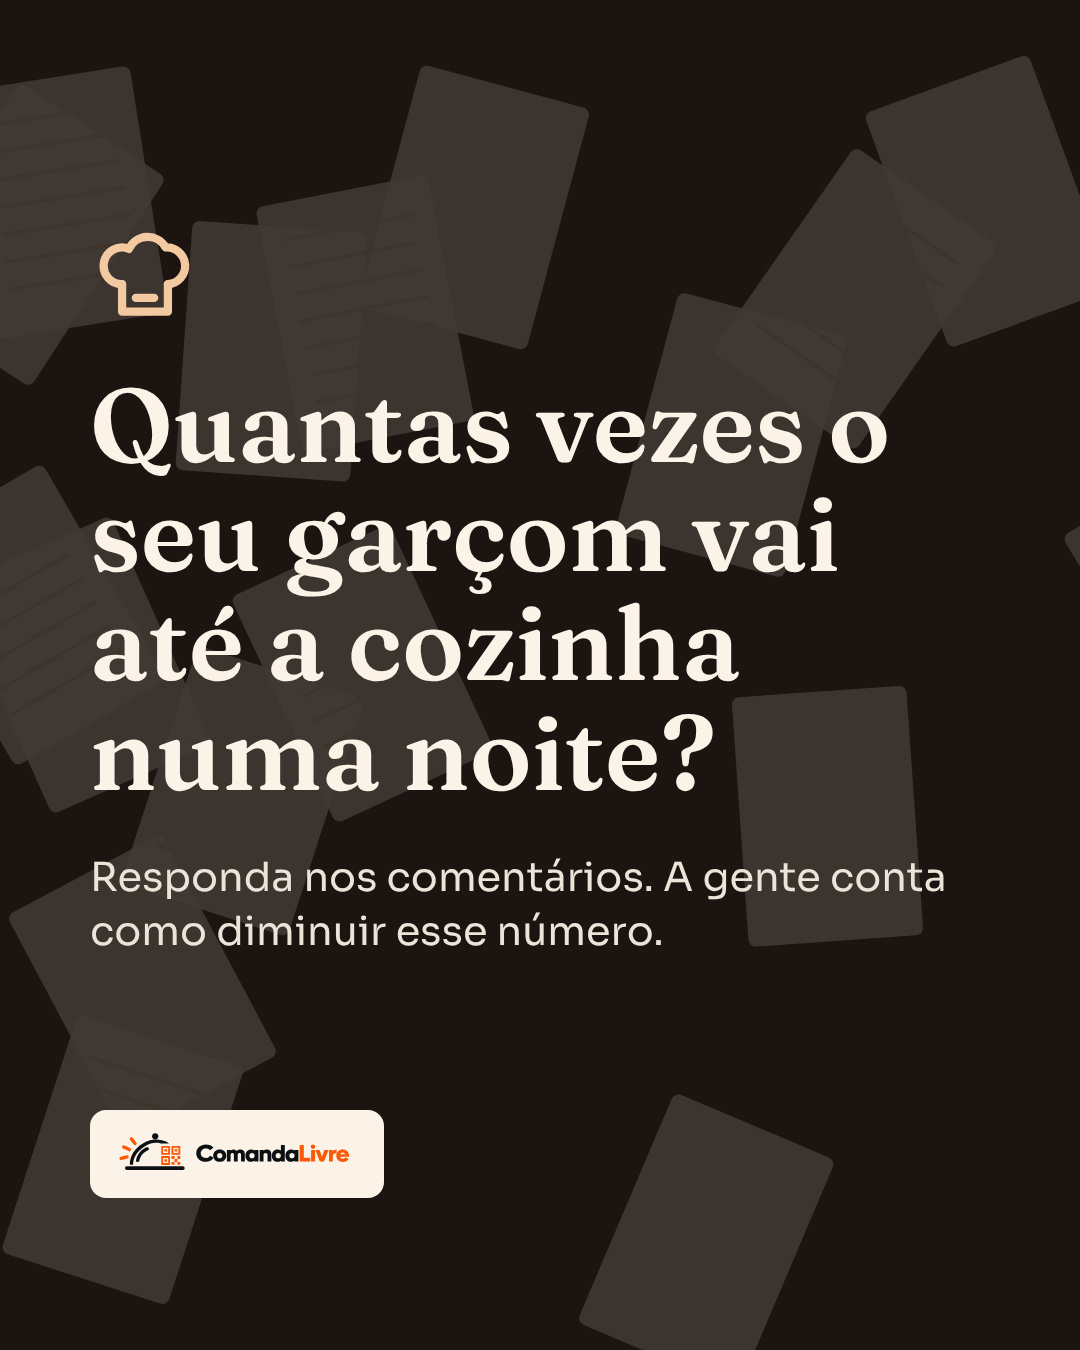 Quantas vezes o
seu garçom vai
até a cozinha
numa noite?
Responda nos comentários. A gente conta
como diminuir esse número.
ComandaLivre